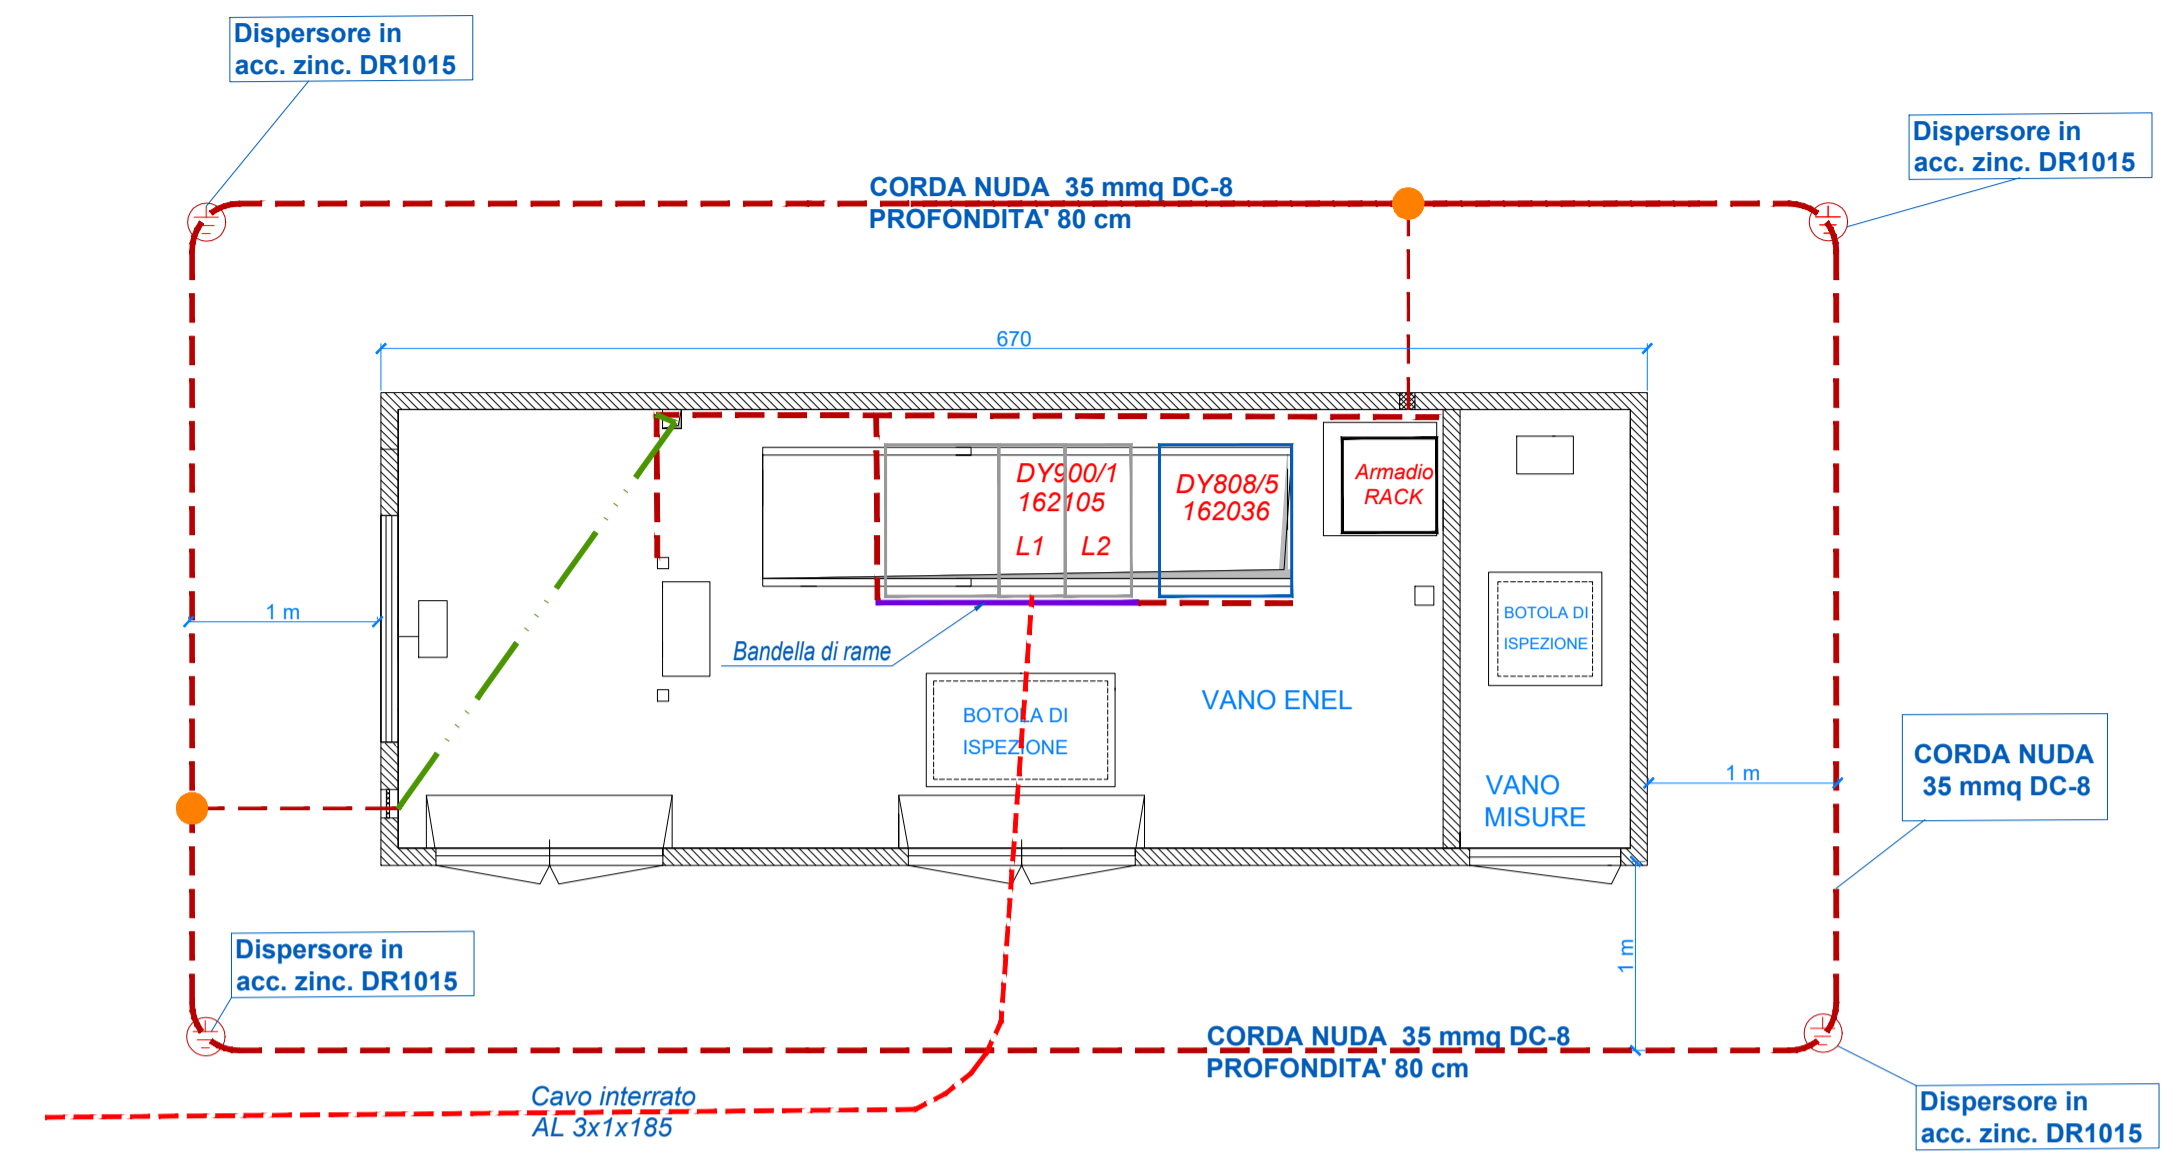 Dispersore in
acc. zinc. DR1015
Dispersore in
acc. zinc. DR1015
CORDA NUDA 35 mmq DC-8
PROFONDITA' 80 cm
670
DY900/1
162105
L1 L2
DY808/5
162036
Armadio
RACK
1 m
BOTOLA DI
ISPEZIONE
Bandella di rame
VANO ENEL
BOTOLA DI
ISPEZIONE
VANO
MISURE
1 m
CORDA NUDA
35 mmq DC-8
1 m
Dispersore in
acc. zinc. DR1015
CORDA NUDA 35 mmq DC-8
PROFONDITA' 80 cm
Cavo interrato
AL 3x1x185
Dispersore in
acc. zinc. DR1015